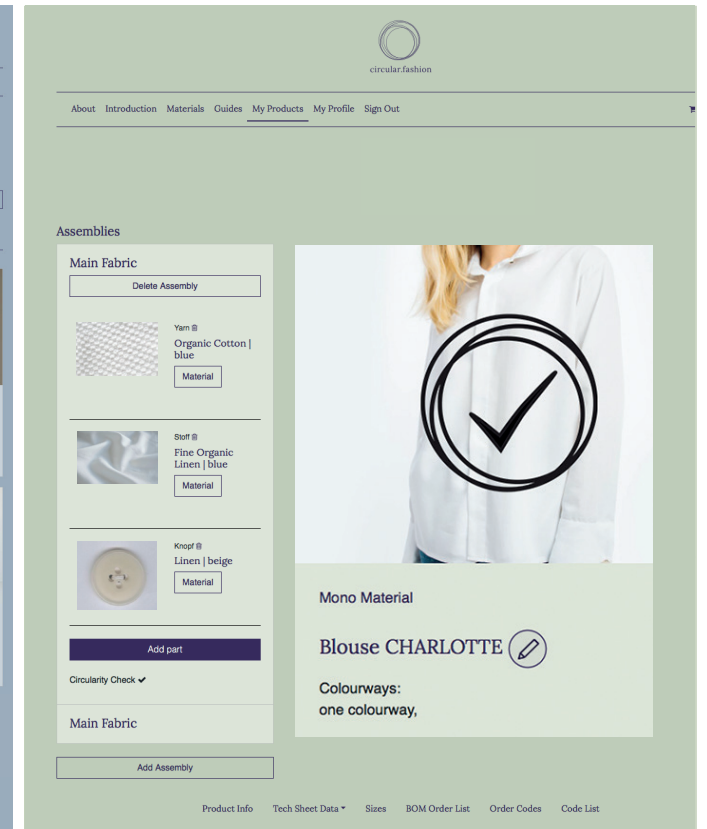 circular.fashion
About Introduction Materials Guides My Products My Profile Sign Out
Assemblies
Main Fabric
Delete Assembly
Yarn
Organic Cotton |
blue
Material
Stoff
Fine Organic
Linen | blue
Material
Knopf
Linen | beige
Material
Add part
Circularity Check
Main Fabric
Add Assembly
Mono Material
Blouse CHARLOTTE
Colourways:
one colourway,
Product Info Tech Sheet Data Sizes BOM Order List Order Codes Code List